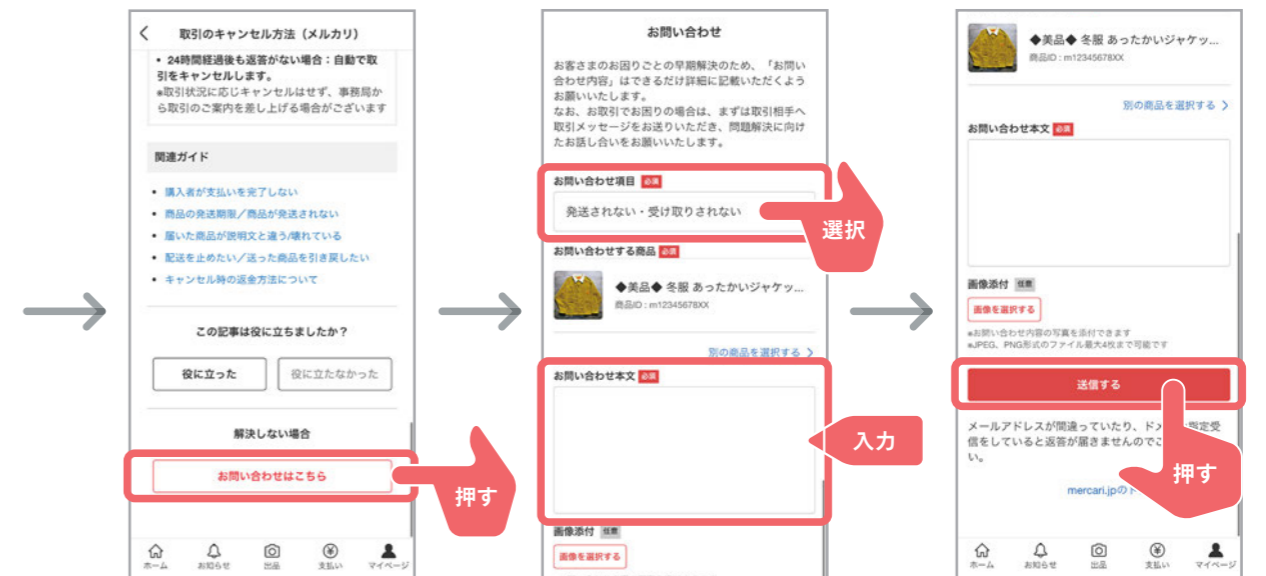 取引のキャンセル方法（メルカリ）
• 24時間経過後も返答がない場合：自動で取
引をキャンセルします。
※取引状況に応じキャンセルはせず、事務局か
ら取引のご案内を差し上げる場合がございます
関連ガイド
• 購入者が支払いを完了しない
• 商品の発送期限／商品が発送されない
• 届いた商品が説明文と違う/壊れている
• 配送を止めたい／送った商品を引き戻したい
• キャンセル時の返金方法について
この記事は役に立ちましたか？
役に立った 役に立たなかった
解決しない場合
お問い合わせはこちら
押す
ホーム お知らせ 出品 支払い マイページ
お問い合わせ
お客さまのお困りごとの早期解決のため、「お問い
合わせ内容」はできるだけ詳細に記載いただくよう
お願いいたします。
なお、お取引でお困りの場合は、まずは取引相手へ
取引メッセージをお送りいただき、問題解決に向け
たお話し合いをお願いいたします。
お問い合わせ項目 必須
発送されない・受け取りされない
選択
お問い合わせする商品 必須
◆美品◆ 冬服 あったかいジャケッ...
商品ID：m12345678XX
別の商品を選択する
お問い合わせ本文 必須
入力
画像添付 任意
画像を選択する
◆美品◆ 冬服 あったかいジャケッ...
商品ID：m12345678XX
別の商品を選択する
お問い合わせ本文 必須
画像添付 任意
画像を選択する
※お問い合わせ内容の写真を添付できます
※JPEG、PNG形式のファイル最大4枚まで可能です
送信する
メールアドレスが間違っていたり、ドメ 指定受
信をしていると返答が届きませんのでご
い。
押す
mercari.jpのド
ホーム お知らせ 出品 支払い マイページ